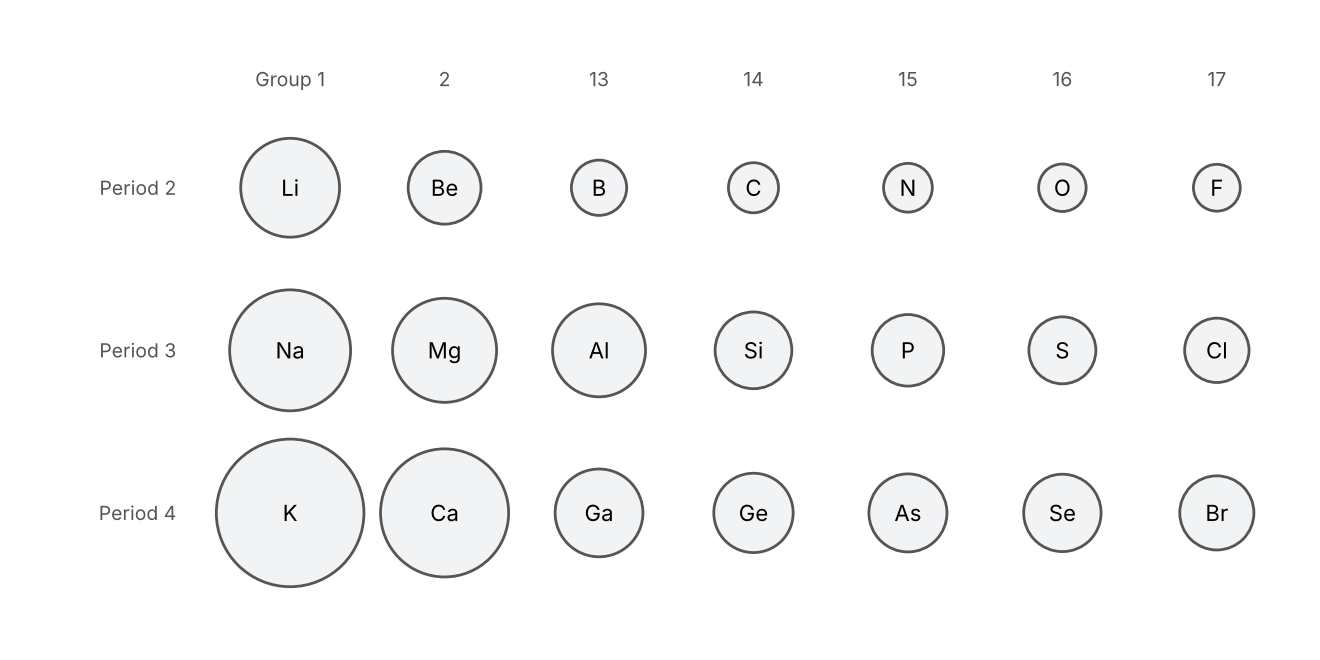 Group 1 2 13 14 15 16 17
Period 2 Li Be B C N O F
Period 3 Na Mg Al Si P S Cl
Period 4 K Ca Ga Ge As Se Br